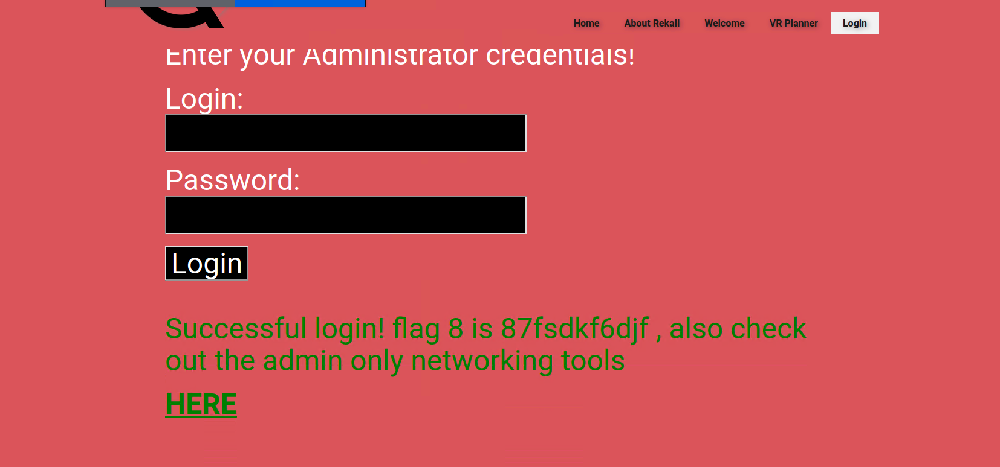 Home About Rekall Welcome VR Planner Login
Enter your Administrator credentials!
Login:
Password:
Login
Successful login! flag 8 is 87fsdkf6djf , also check
out the admin only networking tools
HERE